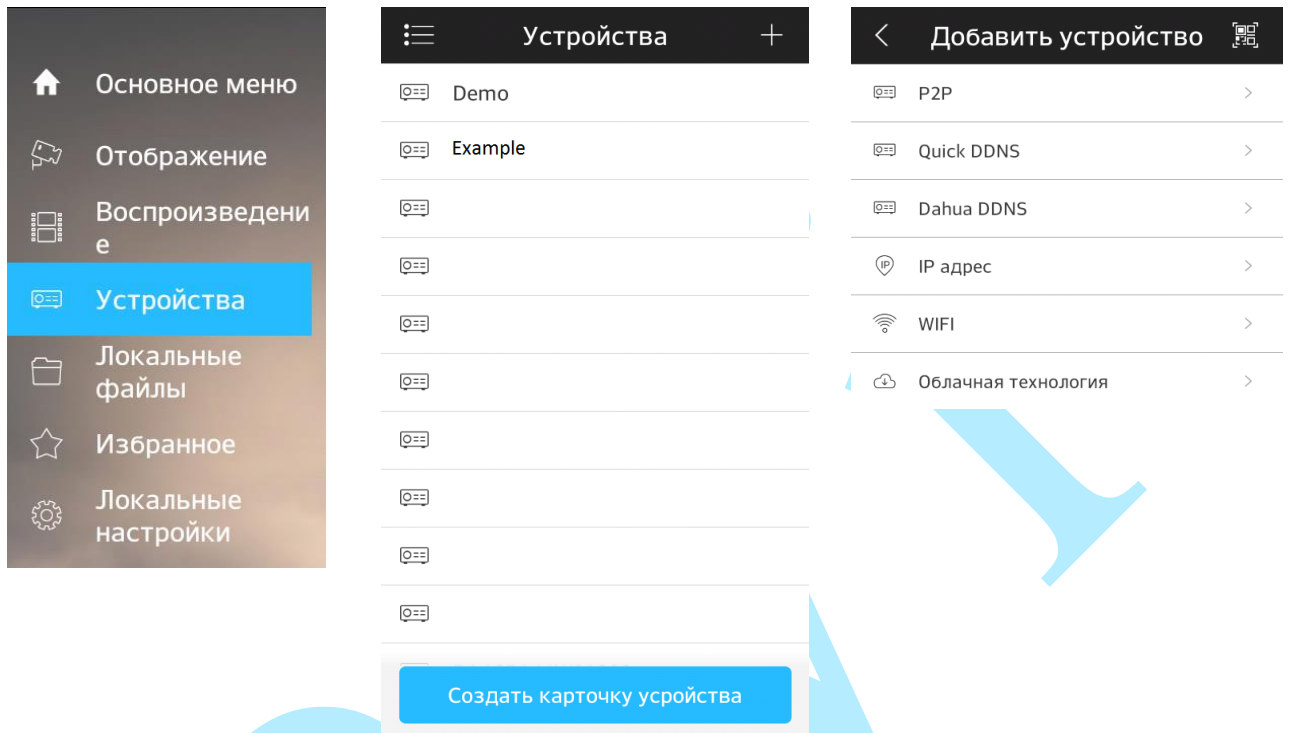 Основное меню
Отображение
Воспроизведени
е
Устройства
Локальные
файлы
Избранное
Локальные
настройки
Устройства
Demo
Example
Создать карточку усройства
Добавить устройство
P2P
Quick DDNS
Dahua DDNS
IP
IP адрес
WIFI
Облачная технология